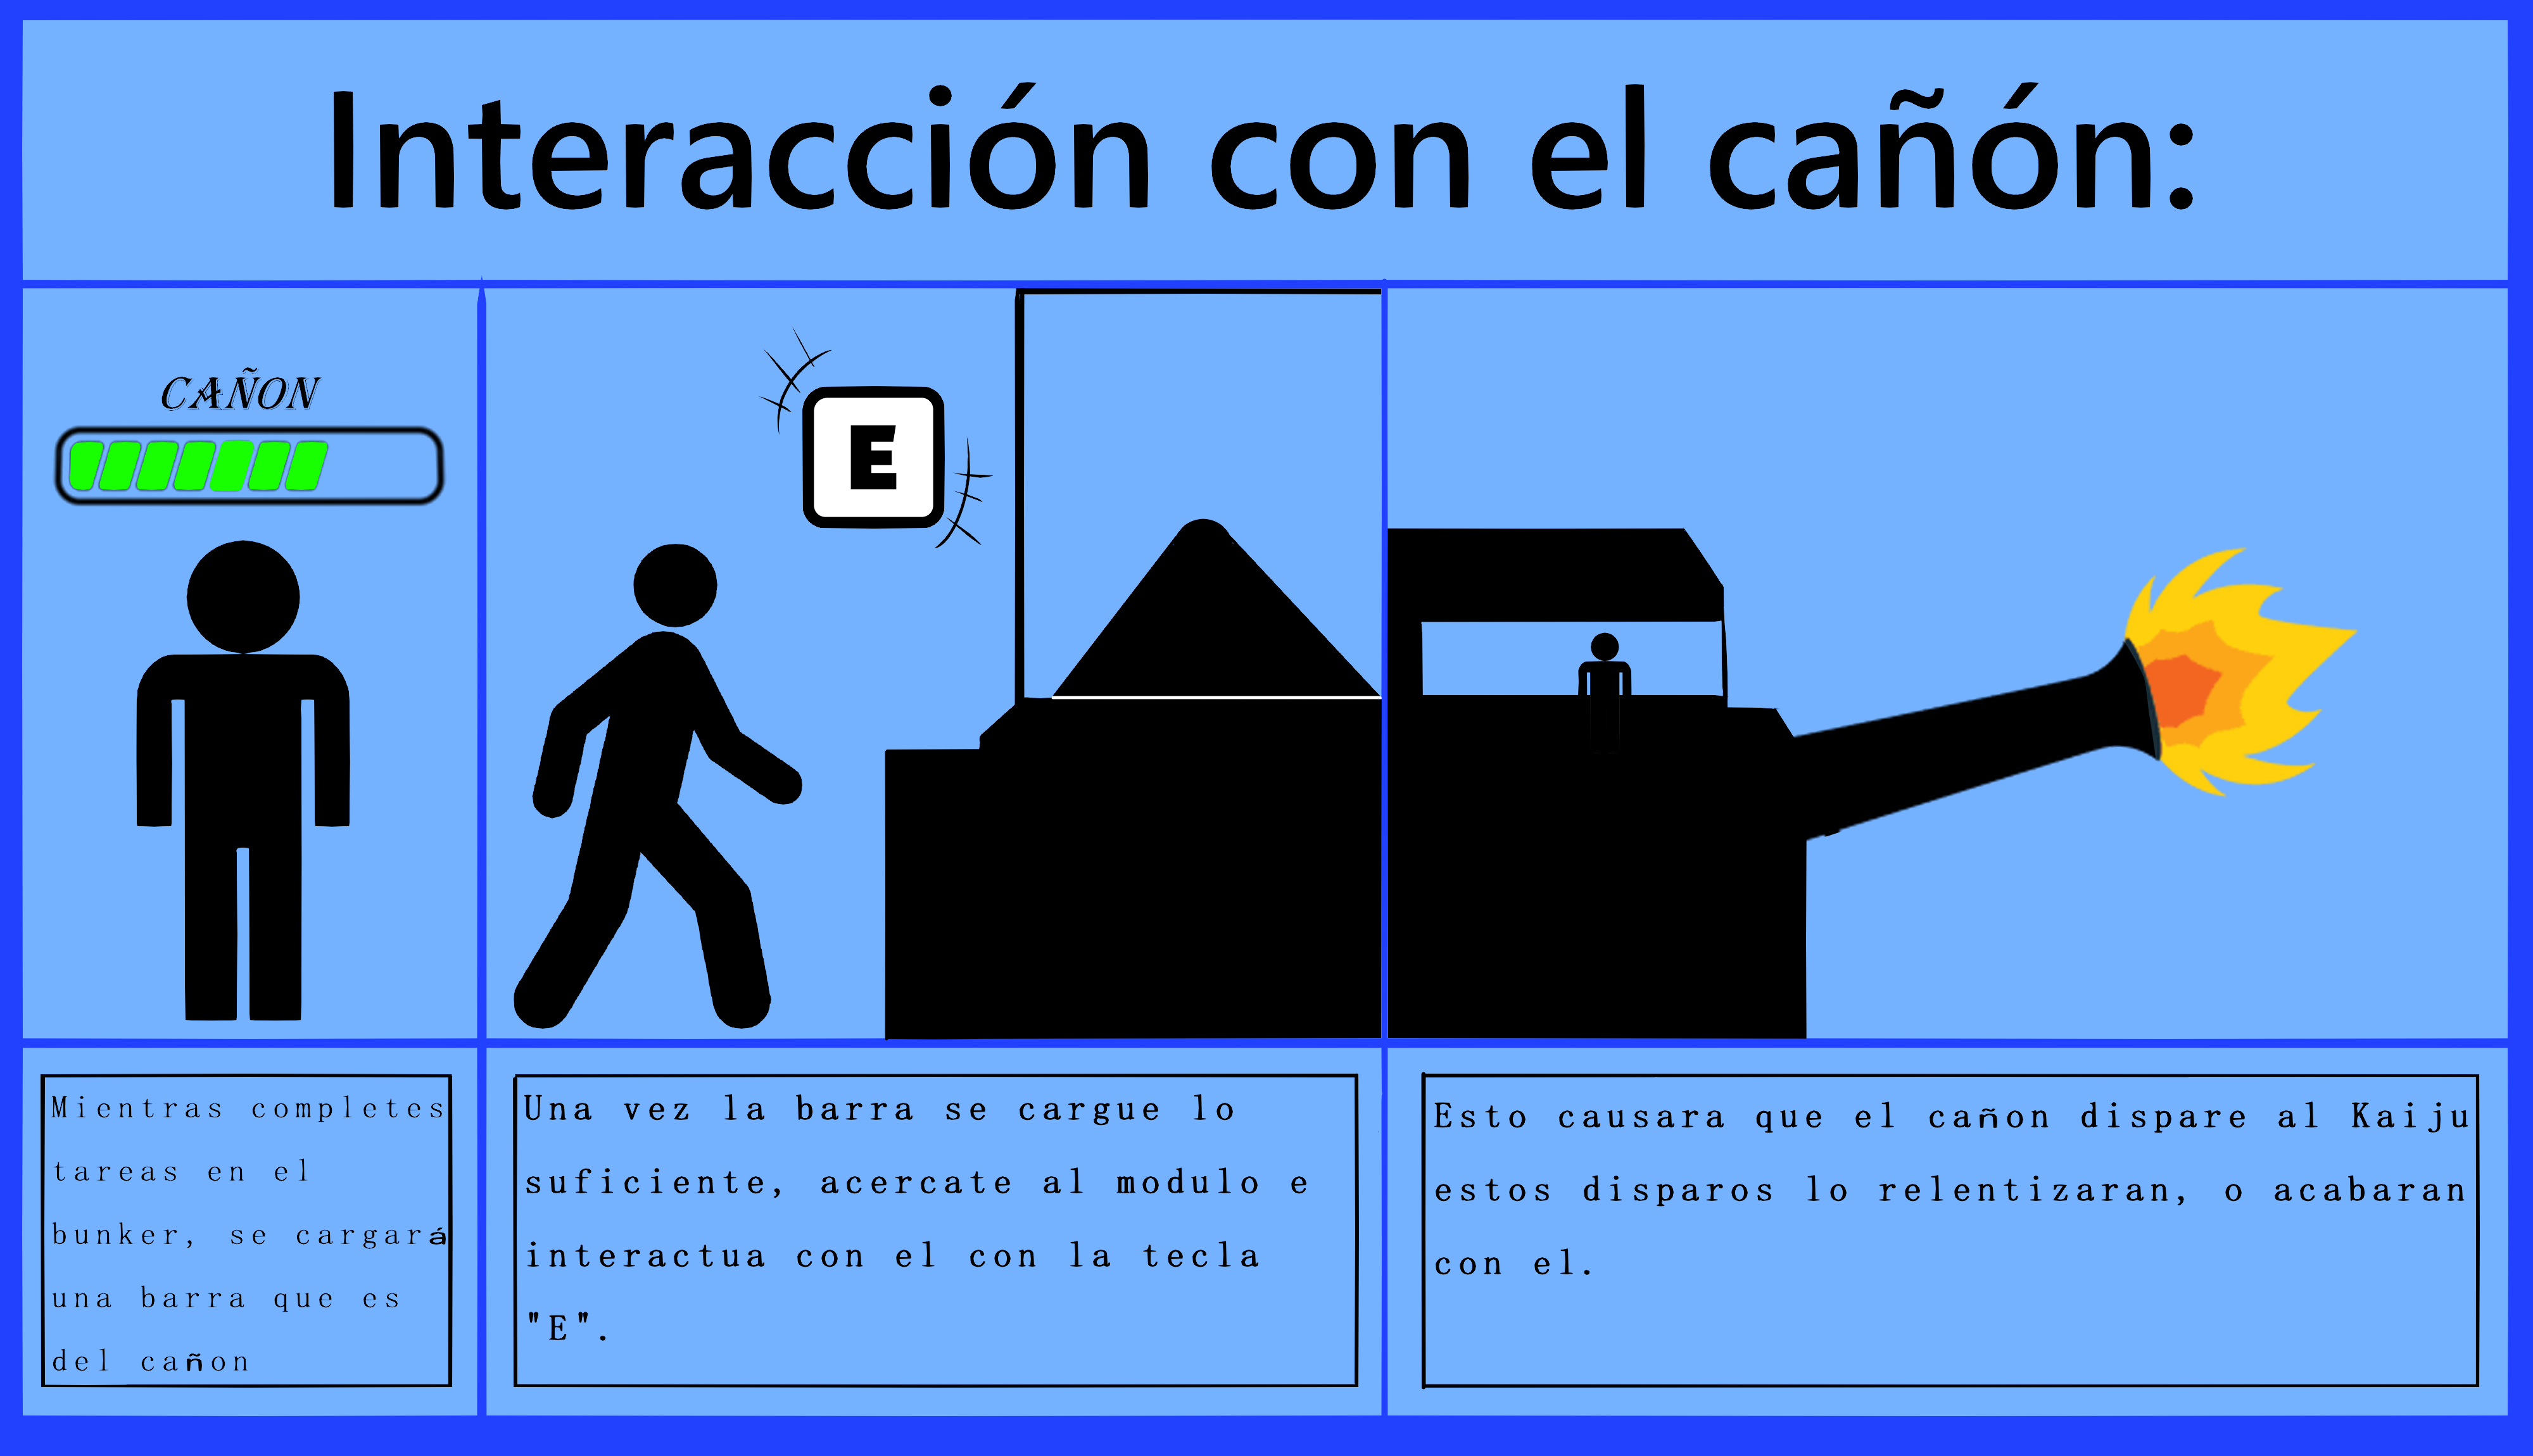 Interacción con el cañón:
CAÑON
E
Mientras completes
tareas en el
bunker, se cargará
una barra que es
del cañon
Una vez la barra se cargue lo
suficiente, acercate al modulo e
interactua con el con la tecla
"E".
Esto causara que el cañon dispare al Kaiju
estos disparos lo relentizaran, o acabaran
con el.